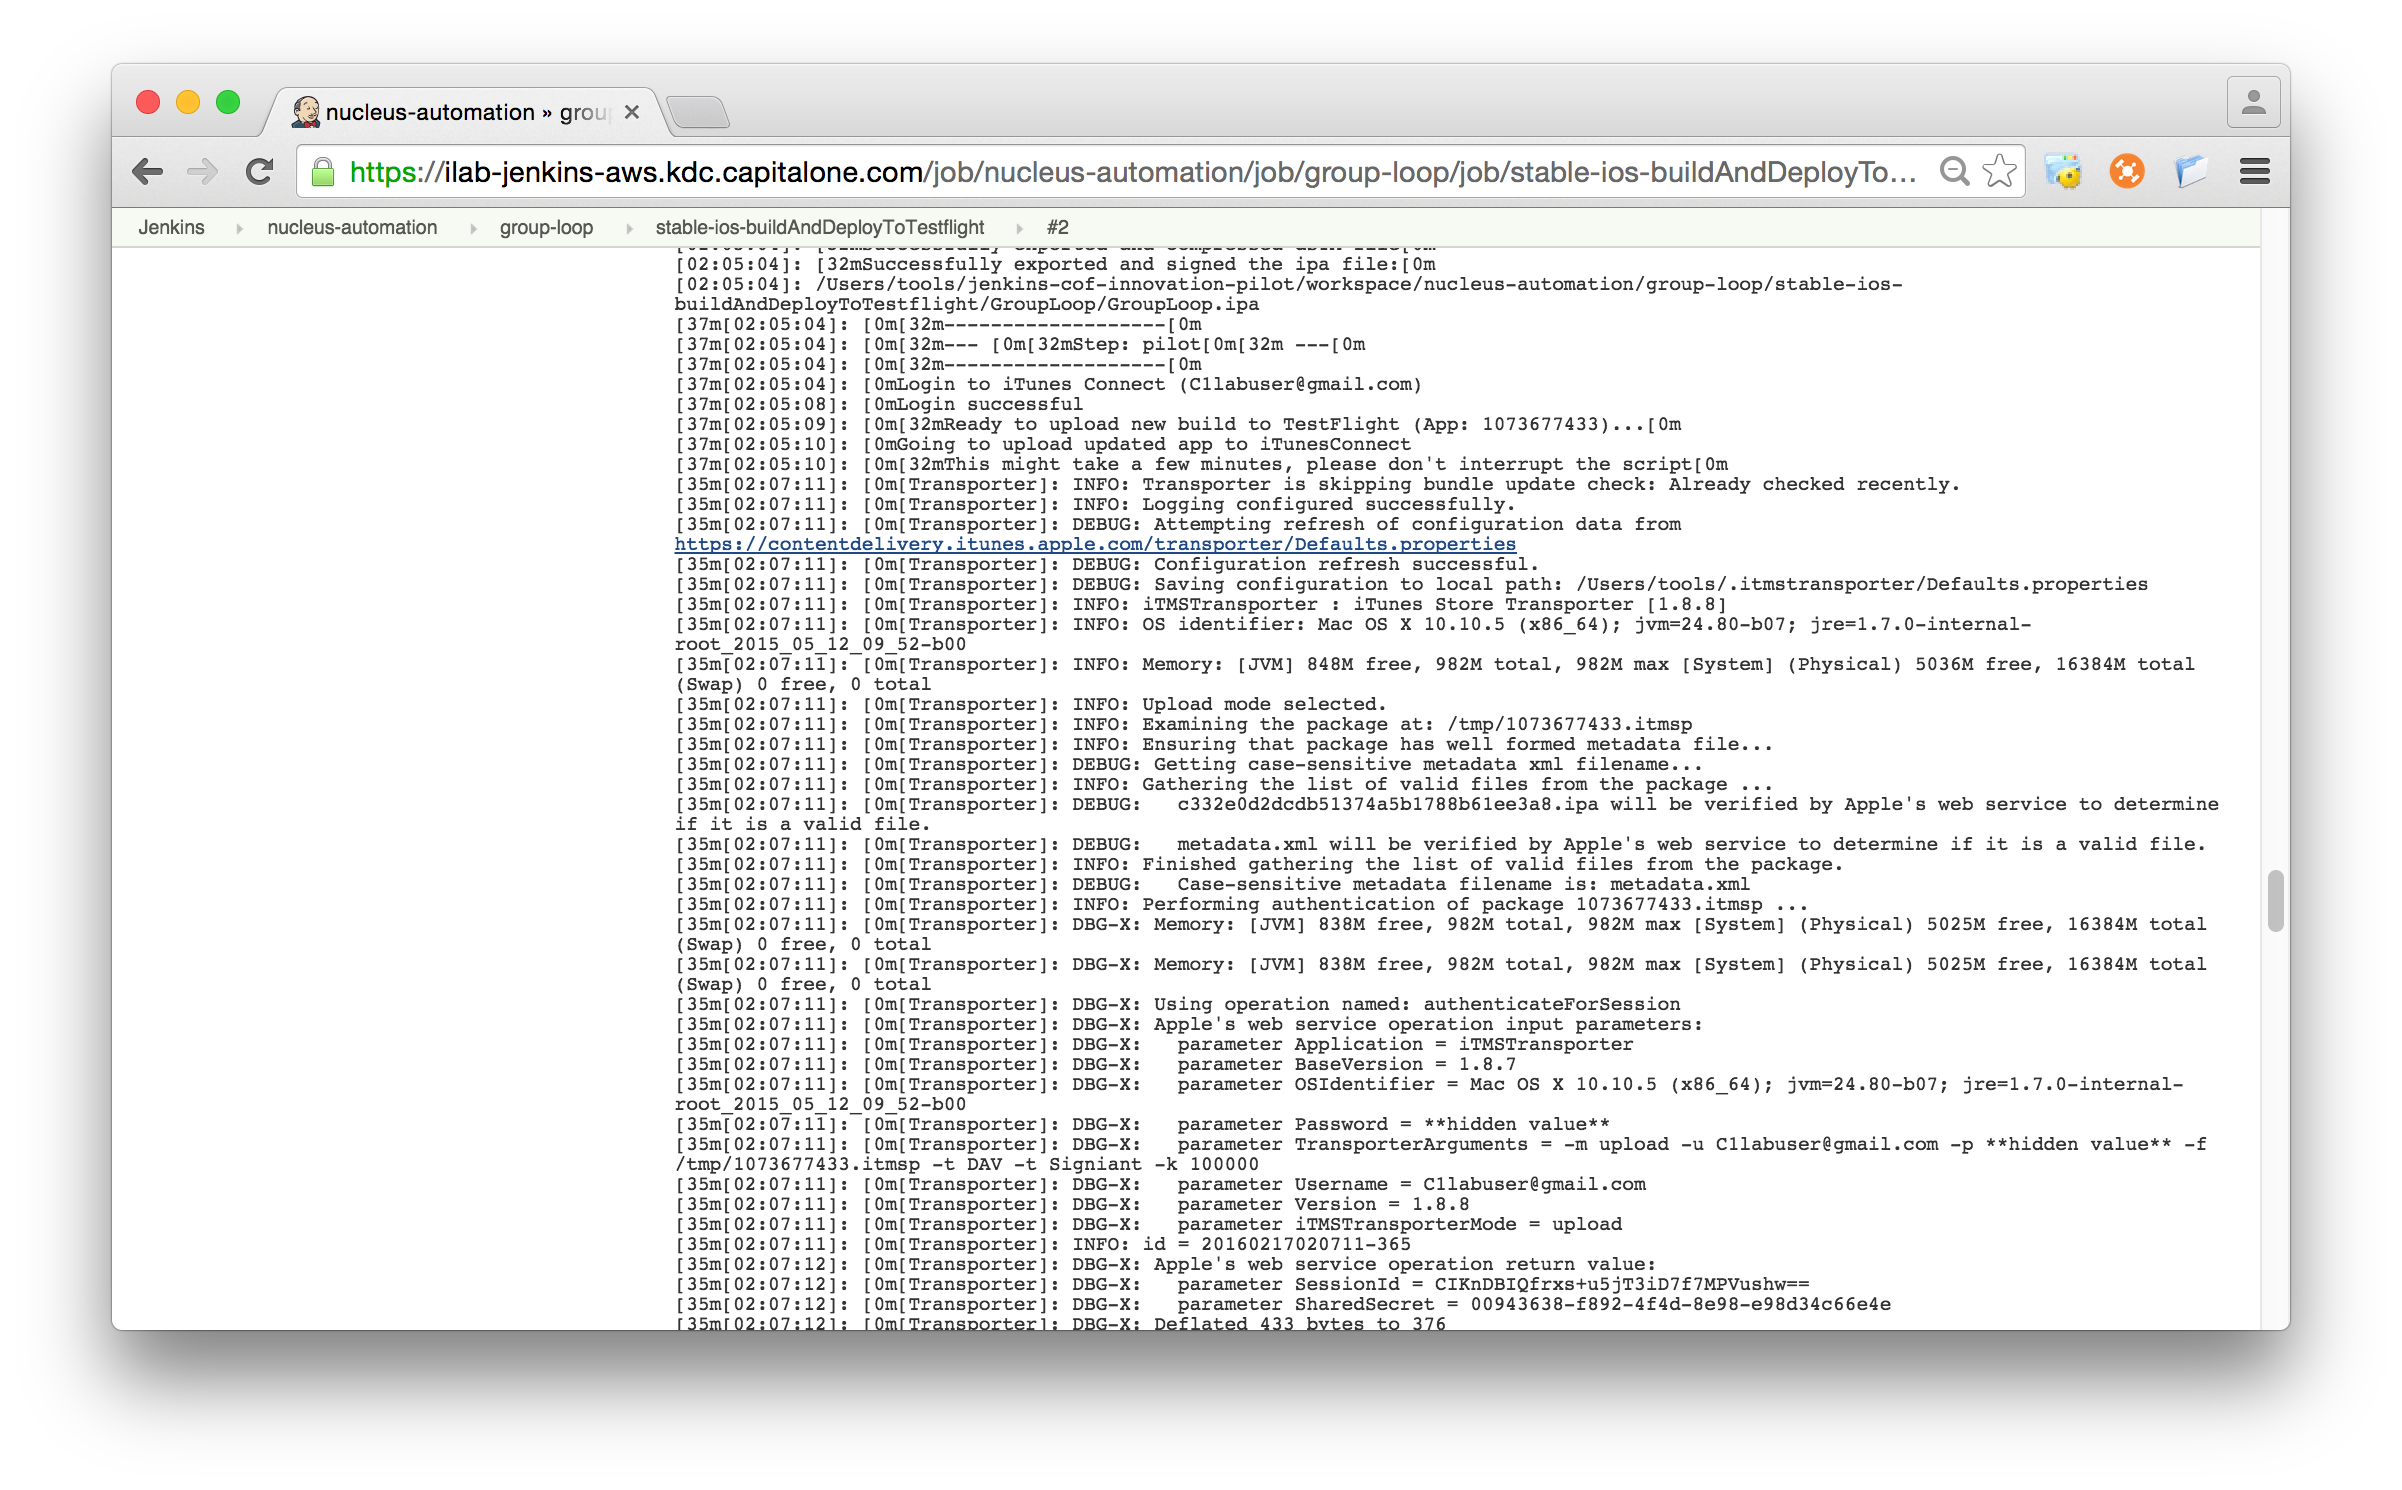 nucleus-automation » grou
https://ilab-jenkins-aws.kdc.capitalone.com/job/nucleus-automation/job/group-loop/job/stable-ios-buildAndDeployTo...
Jenkins nucleus-automation group-loop stable-ios-buildAndDeployToTestflight #2
[02:05:04]: [32mSuccessfully exported and compressed dSYM file[0m
[02:05:04]: [32mSuccessfully exported and signed the ipa file:[0m
[02:05:04]: /Users/tools/jenkins-cof-innovation-pilot/workspace/nucleus-automation/group-loop/stable-ios-
buildAndDeployToTestflight/GroupLoop/GroupLoop.ipa
[37m[02:05:04]: [0m[32m-------------------[0m
[37m[02:05:04]: [0m[32m--- [0m[32mStep: pilot[0m[32m ---[0m
[37m[02:05:04]: [0m[32m-------------------[0m
[37m[02:05:04]: [0mLogin to iTunes Connect (C1labuser@gmail.com)
[37m[02:05:08]: [0mLogin successful
[37m[02:05:09]: [0m[32mReady to upload new build to TestFlight (App: 1073677433)...[0m
[37m[02:05:10]: [0mGoing to upload updated app to iTunesConnect
[37m[02:05:10]: [0m[32mThis might take a few minutes, please don't interrupt the script[0m
[35m[02:07:11]: [0m[Transporter]: INFO: Transporter is skipping bundle update check: Already checked recently.
[35m[02:07:11]: [0m[Transporter]: INFO: Logging configured successfully.
[35m[02:07:11]: [0m[Transporter]: DEBUG: Attempting refresh of configuration data from
https://contentdelivery.itunes.apple.com/transporter/Defaults.properties
[35m[02:07:11]: [0m[Transporter]: DEBUG: Configuration refresh successful.
[35m[02:07:11]: [0m[Transporter]: DEBUG: Saving configuration to local path: /Users/tools/.itmstransporter/Defaults.properties
[35m[02:07:11]: [0m[Transporter]: INFO: iTMSTransporter : iTunes Store Transporter [1.8.8]
[35m[02:07:11]: [0m[Transporter]: INFO: OS identifier: Mac OS X 10.10.5 (x86_64); jvm=24.80-b07; jre=1.7.0-internal-
root_2015_05_12_09_52-b00
[35m[02:07:11]: [0m[Transporter]: INFO: Memory: [JVM] 848M free, 982M total, 982M max [System] (Physical) 5036M free, 16384M total
(Swap) 0 free, 0 total
[35m[02:07:11]: [0m[Transporter]: INFO: Upload mode selected.
[35m[02:07:11]: [0m[Transporter]: INFO: Examining the package at: /tmp/1073677433.itmsp
[35m[02:07:11]: [0m[Transporter]: INFO: Ensuring that package has well formed metadata file...
[35m[02:07:11]: [0m[Transporter]: DEBUG: Getting case-sensitive metadata xml filename...
[35m[02:07:11]: [0m[Transporter]: INFO: Gathering the list of valid files from the package ...
[35m[02:07:11]: [0m[Transporter]: DEBUG:   c332e0d2dcdb51374a5b1788b61ee3a8.ipa will be verified by Apple's web service to determine
if it is a valid file.
[35m[02:07:11]: [0m[Transporter]: DEBUG:   metadata.xml will be verified by Apple's web service to determine if it is a valid file.
[35m[02:07:11]: [0m[Transporter]: INFO: Finished gathering the list of valid files from the package.
[35m[02:07:11]: [0m[Transporter]: DEBUG:   Case-sensitive metadata filename is: metadata.xml
[35m[02:07:11]: [0m[Transporter]: INFO: Performing authentication of package 1073677433.itmsp ...
[35m[02:07:11]: [0m[Transporter]: DBG-X: Memory: [JVM] 838M free, 982M total, 982M max [System] (Physical) 5025M free, 16384M total
(Swap) 0 free, 0 total
[35m[02:07:11]: [0m[Transporter]: DBG-X: Memory: [JVM] 838M free, 982M total, 982M max [System] (Physical) 5025M free, 16384M total
(Swap) 0 free, 0 total
[35m[02:07:11]: [0m[Transporter]: DBG-X: Using operation named: authenticateForSession
[35m[02:07:11]: [0m[Transporter]: DBG-X: Apple's web service operation input parameters:
[35m[02:07:11]: [0m[Transporter]: DBG-X:   parameter Application = iTMSTransporter
[35m[02:07:11]: [0m[Transporter]: DBG-X:   parameter BaseVersion = 1.8.7
[35m[02:07:11]: [0m[Transporter]: DBG-X:   parameter OSIdentifier = Mac OS X 10.10.5 (x86_64); jvm=24.80-b07; jre=1.7.0-internal-
root_2015_05_12_09_52-b00
[35m[02:07:11]: [0m[Transporter]: DBG-X:   parameter Password = **hidden value**
[35m[02:07:11]: [0m[Transporter]: DBG-X:   parameter TransporterArguments = -m upload -u C1labuser@gmail.com -p **hidden value** -f
/tmp/1073677433.itmsp -t DAV -t Signiant -k 100000
[35m[02:07:11]: [0m[Transporter]: DBG-X:   parameter Username = C1labuser@gmail.com
[35m[02:07:11]: [0m[Transporter]: DBG-X:   parameter Version = 1.8.8
[35m[02:07:11]: [0m[Transporter]: DBG-X:   parameter iTMSTransporterMode = upload
[35m[02:07:11]: [0m[Transporter]: INFO: id = 20160217020711-365
[35m[02:07:12]: [0m[Transporter]: DBG-X: Apple's web service operation return value:
[35m[02:07:12]: [0m[Transporter]: DBG-X:   parameter SessionId = CIKnDBIQfrxs+u5jT3iD7f7MPVushw==
[35m[02:07:12]: [0m[Transporter]: DBG-X:   parameter SharedSecret = 00943638-f892-4f4d-8e98-e98d34c66e4e
[35m[02:07:12]: [0m[Transporter]: DBG-X: Deflated 433 bytes to 376